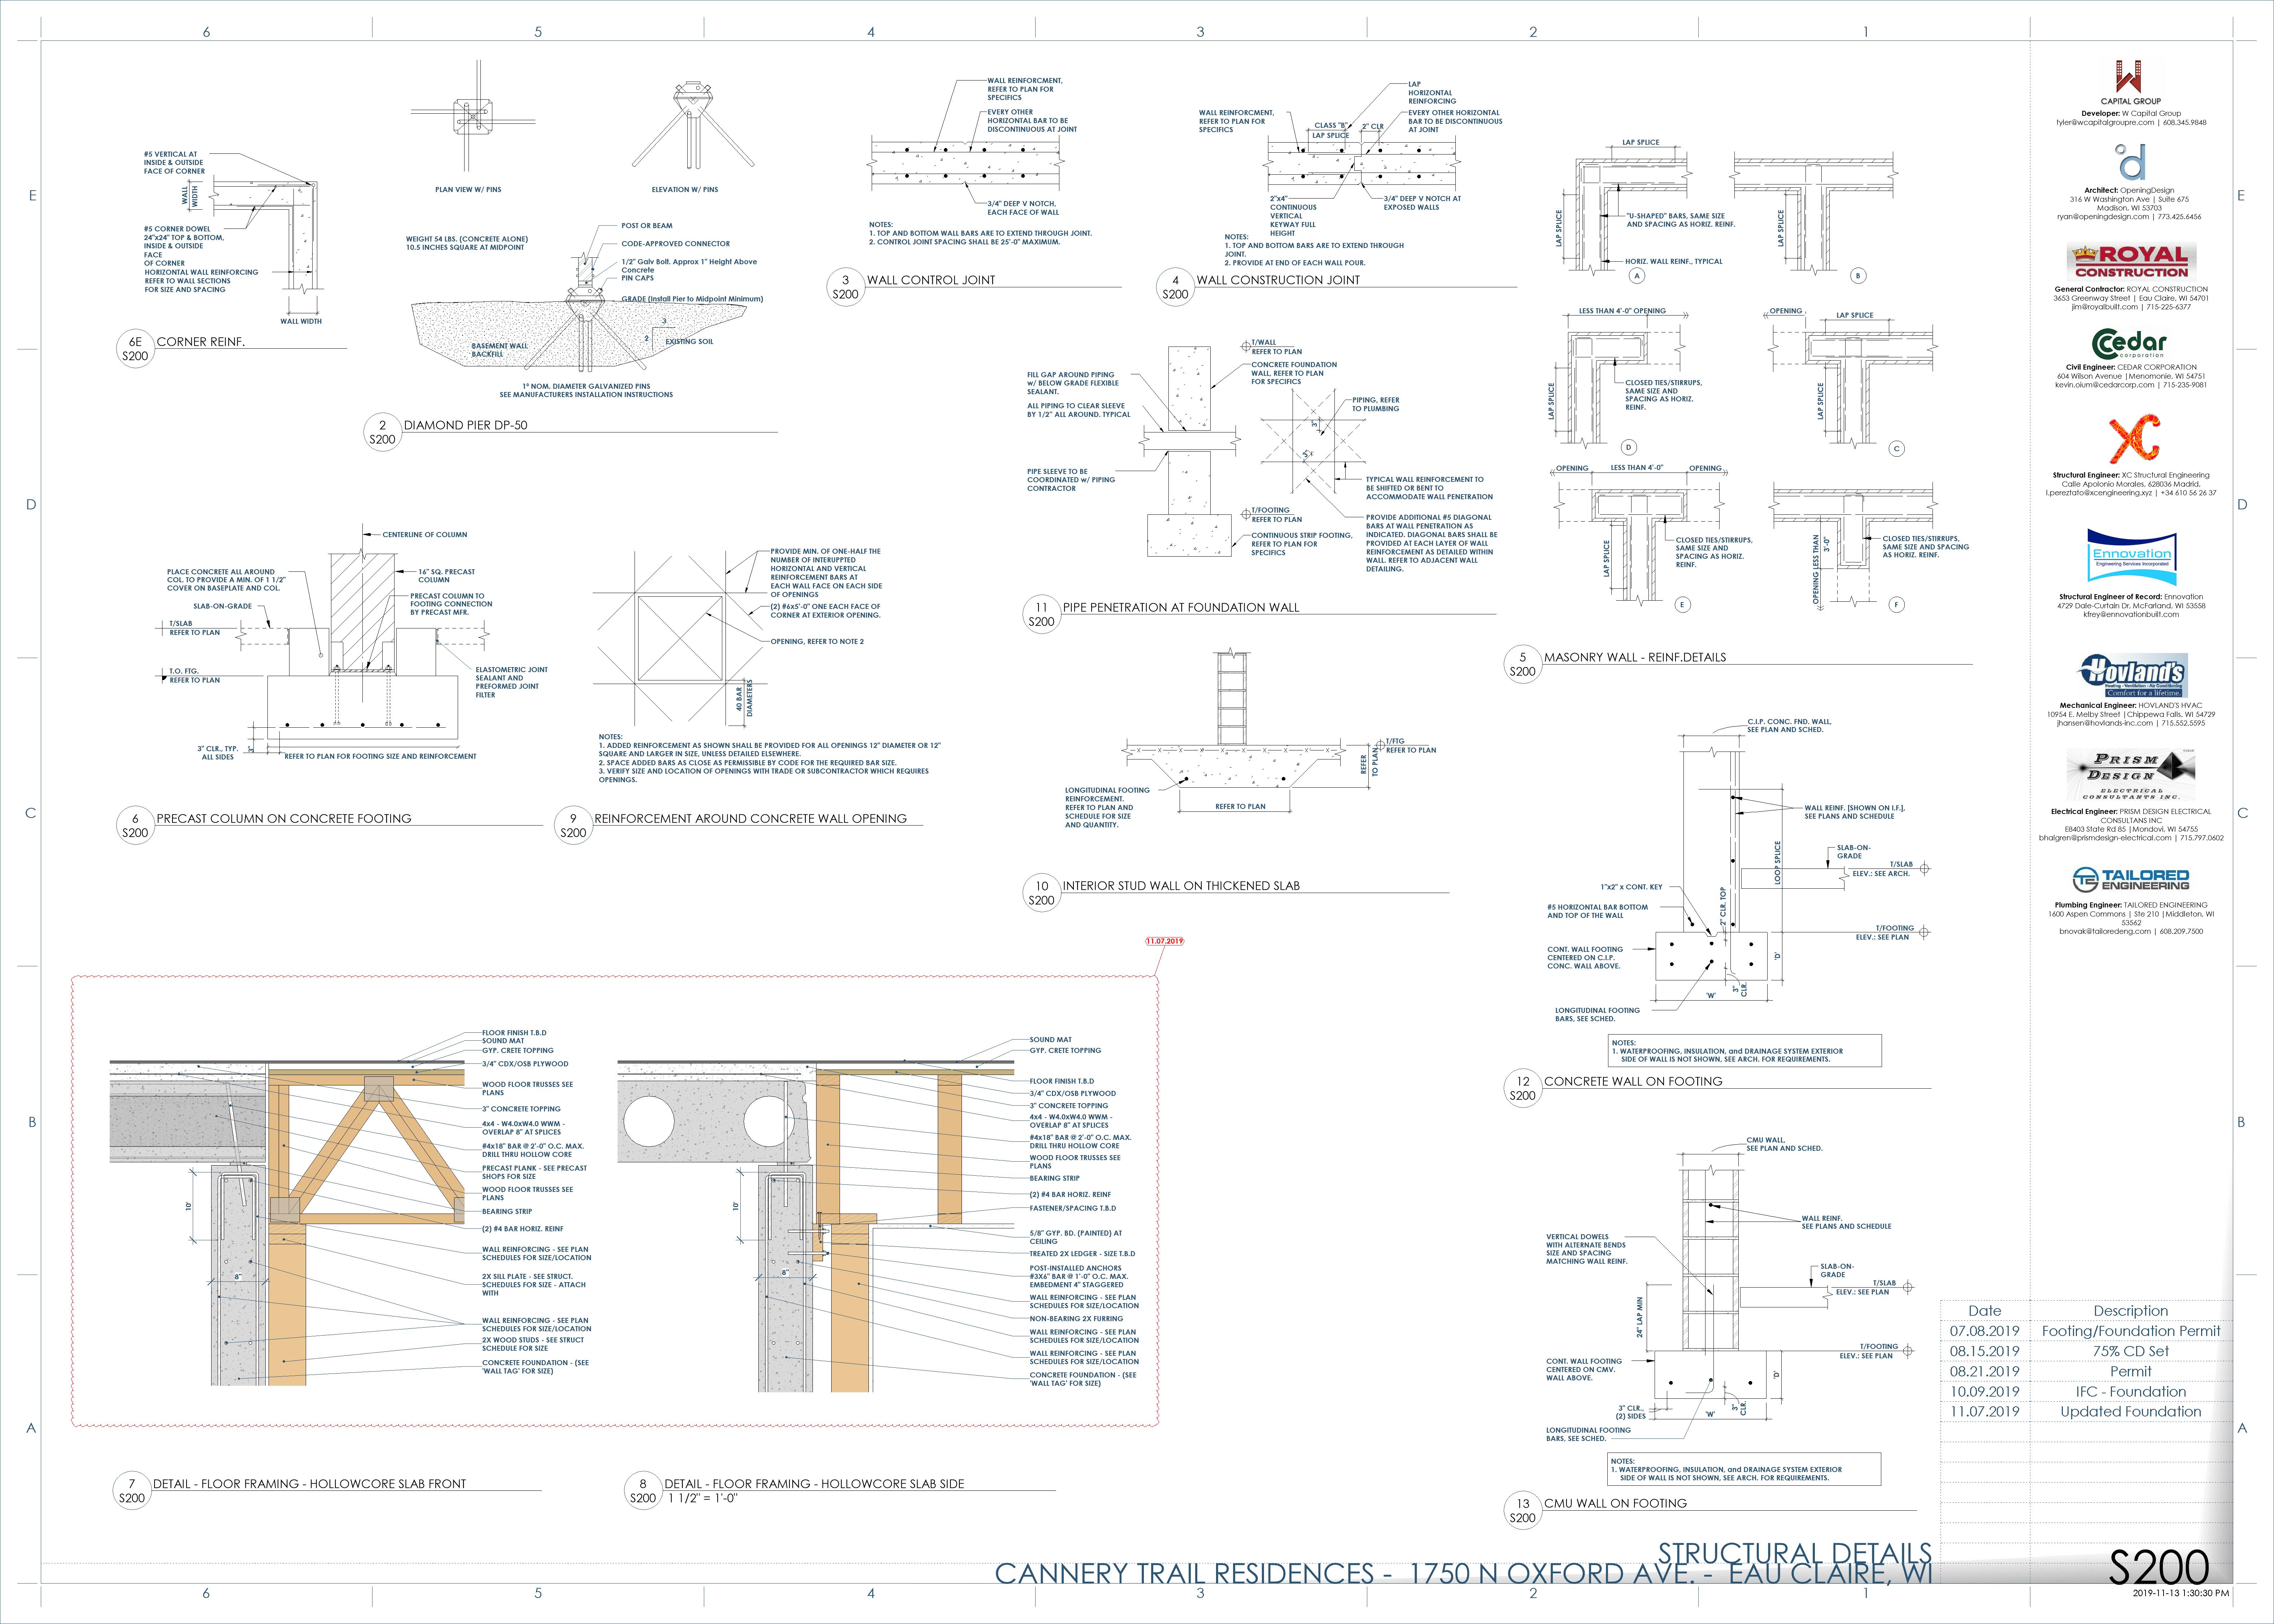 6
5
4
3
2
1
E
D
C
B
A
#5 VERTICAL AT
INSIDE & OUTSIDE
FACE OF CORNER
WALL
WIDTH
#5 CORNER DOWEL
24"x24" TOP & BOTTOM,
INSIDE & OUTSIDE
FACE
OF CORNER
HORIZONTAL WALL REINFORCING
REFER TO WALL SECTIONS
FOR SIZE AND SPACING
WALL WIDTH
6E
S200
CORNER REINF.
PLAN VIEW W/ PINS
ELEVATION W/ PINS
WEIGHT 54 LBS. (CONCRETE ALONE)
10.5 INCHES SQUARE AT MIDPOINT
POST OR BEAM
CODE-APPROVED CONNECTOR
1/2" Galv Bolt. Approx 1" Height Above
Concrete
PIN CAPS
GRADE (Install Pier to Midpoint Minimum)
3
2
EXISTING SOIL
BASEMENT WALL
BACKFILL
1º NOM. DIAMETER GALVANIZED PINS
SEE MANUFACTURERS INSTALLATION INSTRUCTIONS
2
S200
DIAMOND PIER DP-50
WALL REINFORCMENT,
REFER TO PLAN FOR
SPECIFICS
EVERY OTHER
HORIZONTAL BAR TO BE
DISCONTINUOUS AT JOINT
3/4" DEEP V NOTCH,
EACH FACE OF WALL
NOTES:
1. TOP AND BOTTOM WALL BARS ARE TO EXTEND THROUGH JOINT.
2. CONTROL JOINT SPACING SHALL BE 25'-0" MAXIMUM.
3
S200
WALL CONTROL JOINT
WALL REINFORCMENT,
REFER TO PLAN FOR
SPECIFICS
CLASS "B"
LAP SPLICE
2" CLR
LAP
HORIZONTAL
REINFORCING
EVERY OTHER HORIZONTAL
BAR TO BE DISCONTINUOUS
AT JOINT
2"x4"
CONTINUOUS
VERTICAL
KEYWAY FULL
HEIGHT
3/4" DEEP V NOTCH AT
EXPOSED WALLS
NOTES:
1. TOP AND BOTTOM BARS ARE TO EXTEND THROUGH
JOINT.
2. PROVIDE AT END OF EACH WALL POUR.
4
S200
WALL CONSTRUCTION JOINT
LAP SPLICE
LAP SPLICE
"U-SHAPED" BARS, SAME SIZE
AND SPACING AS HORIZ. REINF.
HORIZ. WALL REINF., TYPICAL
A
LAP SPLICE
B
LESS THAN 4'-0" OPENING
LAP SPLICE
CLOSED TIES/STIRRUPS,
SAME SIZE AND
SPACING AS HORIZ.
REINF.
D
OPENING
LAP SPLICE
LAP SPLICE
C
OPENING
LESS THAN 4'-0"
OPENING
LAP SPLICE
CLOSED TIES/STIRRUPS,
SAME SIZE AND
SPACING AS HORIZ.
REINF.
E
OPENING LESS THAN
3'-0"
CLOSED TIES/STIRRUPS,
SAME SIZE AND SPACING
AS HORIZ. REINF.
F
5
S200
MASONRY WALL - REINF.DETAILS
T/WALL
REFER TO PLAN
CONCRETE FOUNDATION
WALL, REFER TO PLAN
FOR SPECIFICS
FILL GAP AROUND PIPING
w/ BELOW GRADE FLEXIBLE
SEALANT.
ALL PIPING TO CLEAR SLEEVE
BY 1/2" ALL AROUND. TYPICAL
PIPING, REFER
TO PLUMBING
3"
3"
PIPE SLEEVE TO BE
COORDINATED w/ PIPING
CONTRACTOR
TYPICAL WALL REINFORCEMENT TO
BE SHIFTED OR BENT TO
ACCOMMODATE WALL PENETRATION
T/FOOTING
REFER TO PLAN
CONTINUOUS STRIP FOOTING,
REFER TO PLAN FOR
SPECIFICS
PROVIDE ADDITIONAL #5 DIAGONAL
BARS AT WALL PENETRATION AS
INDICATED. DIAGONAL BARS SHALL BE
PROVIDED AT EACH LAYER OF WALL
REINFORCEMENT AS DETAILED WITHIN
WALL. REFER TO ADJACENT WALL
DETAILING.
11
S200
PIPE PENETRATION AT FOUNDATION WALL
CENTERLINE OF COLUMN
PLACE CONCRETE ALL AROUND
COL. TO PROVIDE A MIN. OF 1 1/2"
COVER ON BASEPLATE AND COL.
SLAB-ON-GRADE
T/SLAB
REFER TO PLAN
T.O. FTG.
REFER TO PLAN
16" SQ. PRECAST
COLUMN
PRECAST COLUMN TO
FOOTING CONNECTION
BY PRECAST MFR.
ELASTOMETRIC JOINT
SEALANT AND
PREFORMED JOINT
FILTER
3" CLR., TYP.
ALL SIDES
3"
REFER TO PLAN FOR FOOTING SIZE AND REINFORCEMENT
6
S200
PRECAST COLUMN ON CONCRETE FOOTING
PROVIDE MIN. OF ONE-HALF THE
NUMBER OF INTERUPPTED
HORIZONTAL AND VERTICAL
REINFORCEMENT BARS AT
EACH WALL FACE ON EACH SIDE
OF OPENINGS
(2) #6x5'-0" ONE EACH FACE OF
CORNER AT EXTERIOR OPENING.
OPENING, REFER TO NOTE 2
40 BAR
DIAMETERS
NOTES:
1. ADDED REINFORCEMENT AS SHOWN SHALL BE PROVIDED FOR ALL OPENINGS 12" DIAMETER OR 12"
SQUARE AND LARGER IN SIZE, UNLESS DETAILED ELSEWHERE.
2. SPACE ADDED BARS AS CLOSE AS PERMISSIBLE BY CODE FOR THE REQUIRED BAR SIZE.
3. VERIFY SIZE AND LOCATION OF OPENINGS WITH TRADE OR SUBCONTRACTOR WHICH REQUIRES
OPENINGS.
9
S200
REINFORCEMENT AROUND CONCRETE WALL OPENING
T/FTG
REFER TO PLAN
REFER
TO PLAN
LONGITUDINAL FOOTING
REINFORCEMENT.
REFER TO PLAN AND
SCHEDULE FOR SIZE
AND QUANTITY.
REFER TO PLAN
10
S200
INTERIOR STUD WALL ON THICKENED SLAB
C.I.P. CONC. FND. WALL,
SEE PLAN AND SCHED.
WALL REINF. [SHOWN ON I.F.],
SEE PLANS AND SCHEDULE
LOOP SPLICE
SLAB-ON-
GRADE
T/SLAB
ELEV.: SEE ARCH.
1"x2" x CONT. KEY
2" CLR. TOP
#5 HORIZONTAL BAR BOTTOM
AND TOP OF THE WALL
T/FOOTING
ELEV.: SEE PLAN
CONT. WALL FOOTING
CENTERED ON C.I.P.
CONC. WALL ABOVE.
'D'
'W'
3"
CLR.
LONGITUDINAL FOOTING
BARS, SEE SCHED.
NOTES:
1. WATERPROOFING, INSULATION, and DRAINAGE SYSTEM EXTERIOR
SIDE OF WALL IS NOT SHOWN, SEE ARCH. FOR REQUIREMENTS.
12
S200
CONCRETE WALL ON FOOTING
11.07.2019
FLOOR FINISH T.B.D
SOUND MAT
GYP. CRETE TOPPING
3/4" CDX/OSB PLYWOOD
WOOD FLOOR TRUSSES SEE
PLANS
3" CONCRETE TOPPING
4x4 - W4.0xW4.0 WWM -
OVERLAP 8" AT SPLICES
#4x18" BAR @ 2'-0" O.C. MAX.
DRILL THRU HOLLOW CORE
PRECAST PLANK - SEE PRECAST
SHOPS FOR SIZE
WOOD FLOOR TRUSSES SEE
PLANS
BEARING STRIP
(2) #4 BAR HORIZ. REINF
WALL REINFORCING - SEE PLAN
SCHEDULES FOR SIZE/LOCATION
2X SILL PLATE - SEE STRUCT.
SCHEDULES FOR SIZE - ATTACH
WITH
WALL REINFORCING - SEE PLAN
SCHEDULES FOR SIZE/LOCATION
2X WOOD STUDS - SEE STRUCT
SCHEDULE FOR SIZE
CONCRETE FOUNDATION - (SEE
'WALL TAG' FOR SIZE)
10'
8"
7
S200
DETAIL - FLOOR FRAMING - HOLLOWCORE SLAB FRONT
SOUND MAT
GYP. CRETE TOPPING
FLOOR FINISH T.B.D
3/4" CDX/OSB PLYWOOD
3" CONCRETE TOPPING
4x4 - W4.0xW4.0 WWM -
OVERLAP 8" AT SPLICES
#4x18" BAR @ 2'-0" O.C. MAX.
DRILL THRU HOLLOW CORE
WOOD FLOOR TRUSSES SEE
PLANS
BEARING STRIP
(2) #4 BAR HORIZ. REINF
FASTENER/SPACING T.B.D
5/8" GYP. BD. (PAINTED) AT
CEILING
TREATED 2X LEDGER - SIZE T.B.D
POST-INSTALLED ANCHORS
#3X6" BAR @ 1'-0" O.C. MAX.
EMBEDMENT 4" STAGGERED
WALL REINFORCING - SEE PLAN
SCHEDULES FOR SIZE/LOCATION
NON-BEARING 2X FURRING
WALL REINFORCING - SEE PLAN
SCHEDULES FOR SIZE/LOCATION
WALL REINFORCING - SEE PLAN
SCHEDULES FOR SIZE/LOCATION
CONCRETE FOUNDATION - (SEE
'WALL TAG' FOR SIZE)
10'
8"
8
S200
DETAIL - FLOOR FRAMING - HOLLOWCORE SLAB SIDE
1 1/2" = 1'-0"
CMU WALL,
SEE PLAN AND SCHED.
WALL REINF.
SEE PLANS AND SCHEDULE
VERTICAL DOWELS
WITH ALTERNATE BENDS
SIZE AND SPACING
MATCHING WALL REINF.
SLAB-ON-
GRADE
T/SLAB
ELEV.: SEE PLAN
24" LAP MIN
T/FOOTING
ELEV.: SEE PLAN
CONT. WALL FOOTING
CENTERED ON CMV.
WALL ABOVE.
'D'
3" CLR.,
(2) SIDES
'W'
3"
CLR.
LONGITUDINAL FOOTING
BARS, SEE SCHED.
NOTES:
1. WATERPROOFING, INSULATION, and DRAINAGE SYSTEM EXTERIOR
SIDE OF WALL IS NOT SHOWN, SEE ARCH. FOR REQUIREMENTS.
13
S200
CMU WALL ON FOOTING
W
CAPITAL GROUP
Developer: W Capital Group
tyler@wcapitalgroupre.com | 608.345.9848
d
Architect: OpeningDesign
316 W Washington Ave | Suite 675
Madison, WI 53703
ryan@openingdesign.com | 773.425.6456
ROYAL
CONSTRUCTION
General Contractor: ROYAL CONSTRUCTION
3653 Greenway Street | Eau Claire, WI 54701
jim@royalbuilt.com | 715-225-6377
Cedar
corporation
Civil Engineer: CEDAR CORPORATION
604 Wilson Avenue |Menomonie, WI 54751
kevin.oium@cedarcorp.com | 715-235-9081
XC
Structural Engineer: XC Structural Engineering
Calle Apolonio Morales, 628036 Madrid,
l.pereztato@xcengineering.xyz | +34 610 56 26 37
Ennovation
Engineering Services Incorporated
Structural Engineer of Record: Ennovation
4729 Dale-Curtain Dr, McFarland, WI 53558
kfrey@ennovationbuilt.com
Hovland's
Heating - Ventilation - Air Conditioning
Comfort for a lifetime.
Mechanical Engineer: HOVLAND'S HVAC
10954 E. Melby Street |Chippewa Falls, WI 54729
jhansen@hovlands-inc.com | 715.552.5595
PRISM
DESIGN
ELECTRICAL
CONSULTANTS INC.
Electrical Engineer: PRISM DESIGN ELECTRICAL
CONSULTANS INC
E8403 State Rd 85 |Mondovi, WI 54755
bhalgren@prismdesign-electrical.com | 715.797.0602
TE TAILORED
ENGINEERING
Plumbing Engineer: TAILORED ENGINEERING
1600 Aspen Commons | Ste 210 |Middleton, WI
53562
bnovak@tailoredeng.com | 608.209.7500
Date Description
07.08.2019 Footing/Foundation Permit
08.15.2019 75% CD Set
08.21.2019 Permit
10.09.2019 IFC - Foundation
11.07.2019 Updated Foundation
STRUCTURAL DETAILS
CANNERY TRAIL RESIDENCES - 1750 N OXFORD AVE. - EAU CLAIRE, WI
S200
2019-11-13 1:30:30 PM
E
D
C
B
A
6
5
4
3
2
1